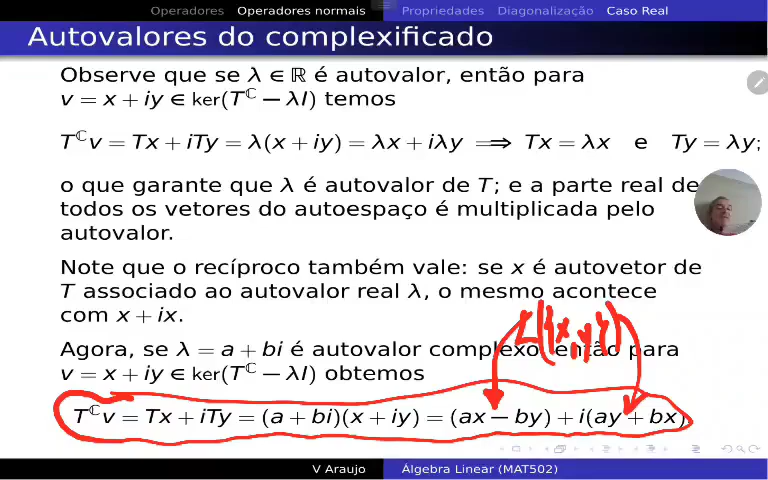 Operadores Operadores normais Propriedades Diagonalização Caso Real
Autovalores do complexificado
Observe que se λ ∈ ℝ é autovalor, então para
v = x + iy ∈ ker(T^ℂ − λI) temos
T^ℂv = Tx + iTy = λ(x + iy) = λx + iλy ⟹ Tx = λx e Ty = λy;
o que garante que λ é autovalor de T; e a parte real de
todos os vetores do autoespaço é multiplicada pelo
autovalor.
Note que o recíproco também vale: se x é autovetor de
T associado ao autovalor real λ, o mesmo acontece
com x + ix.
L({x,y})
Agora, se λ = a + bi é autovalor complexo, então para
v = x + iy ∈ ker(T^ℂ − λI) obtemos
T^ℂv = Tx + iTy = (a + bi)(x + iy) = (ax − by) + i(ay + bx).
V Araujo Álgebra Linear (MAT502)